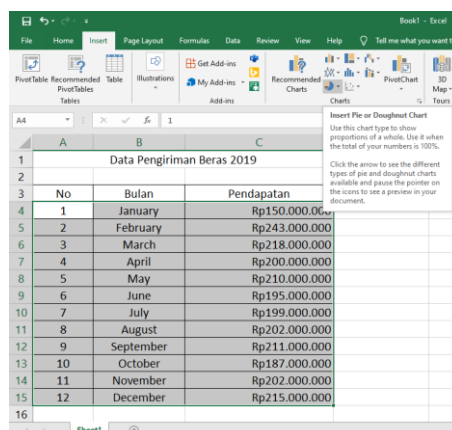 Book1 - Excel
File Home Insert Page Layout Formulas Data Review View Help Tell me what you want t
PivotTable Recommended PivotTables Table Illustrations Get Add-ins My Add-ins Recommended Charts PivotChart 3D Map Tours
Tables Add-ins Charts Tours
A4 fx 1
Insert Pie or Doughnut Chart
Use this chart type to show
proportions of a whole. Use it when
the total of your numbers is 100%.
Click the arrow to see the different
types of pie and doughnut charts
available and pause the pointer on
the icons to see a preview in your
document.
A B C
1 Data Pengiriman Beras 2019
2
3 No Bulan Pendapatan
4 1 January Rp150.000.000
5 2 February Rp243.000.000
6 3 March Rp218.000.000
7 4 April Rp200.000.000
8 5 May Rp210.000.000
9 6 June Rp195.000.000
10 7 July Rp199.000.000
11 8 August Rp202.000.000
12 9 September Rp211.000.000
13 10 October Rp187.000.000
14 11 November Rp202.000.000
15 12 December Rp215.000.000
16
Sheet1